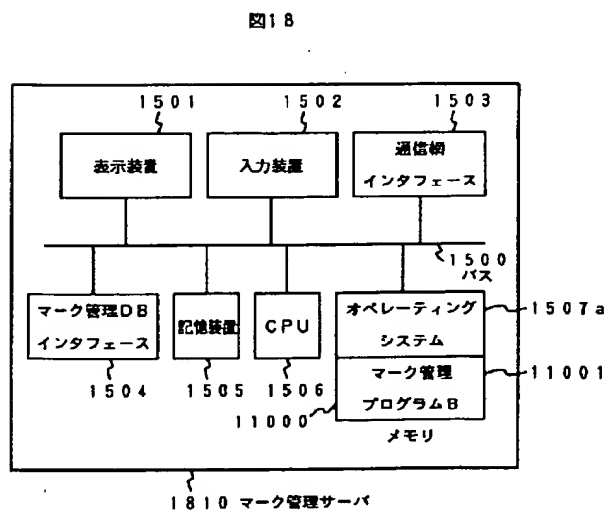 図18
1501
1502
1503
表示装置
入力装置
通信網
インタフェース
1500
バス
マーク管理DB
インタフェース
記憶装置
CPU
オペレーティング
システム
1507a
マーク管理
プログラムB
11001
1504
1505
1506
11000
メモリ
1810 マーク管理サーバ